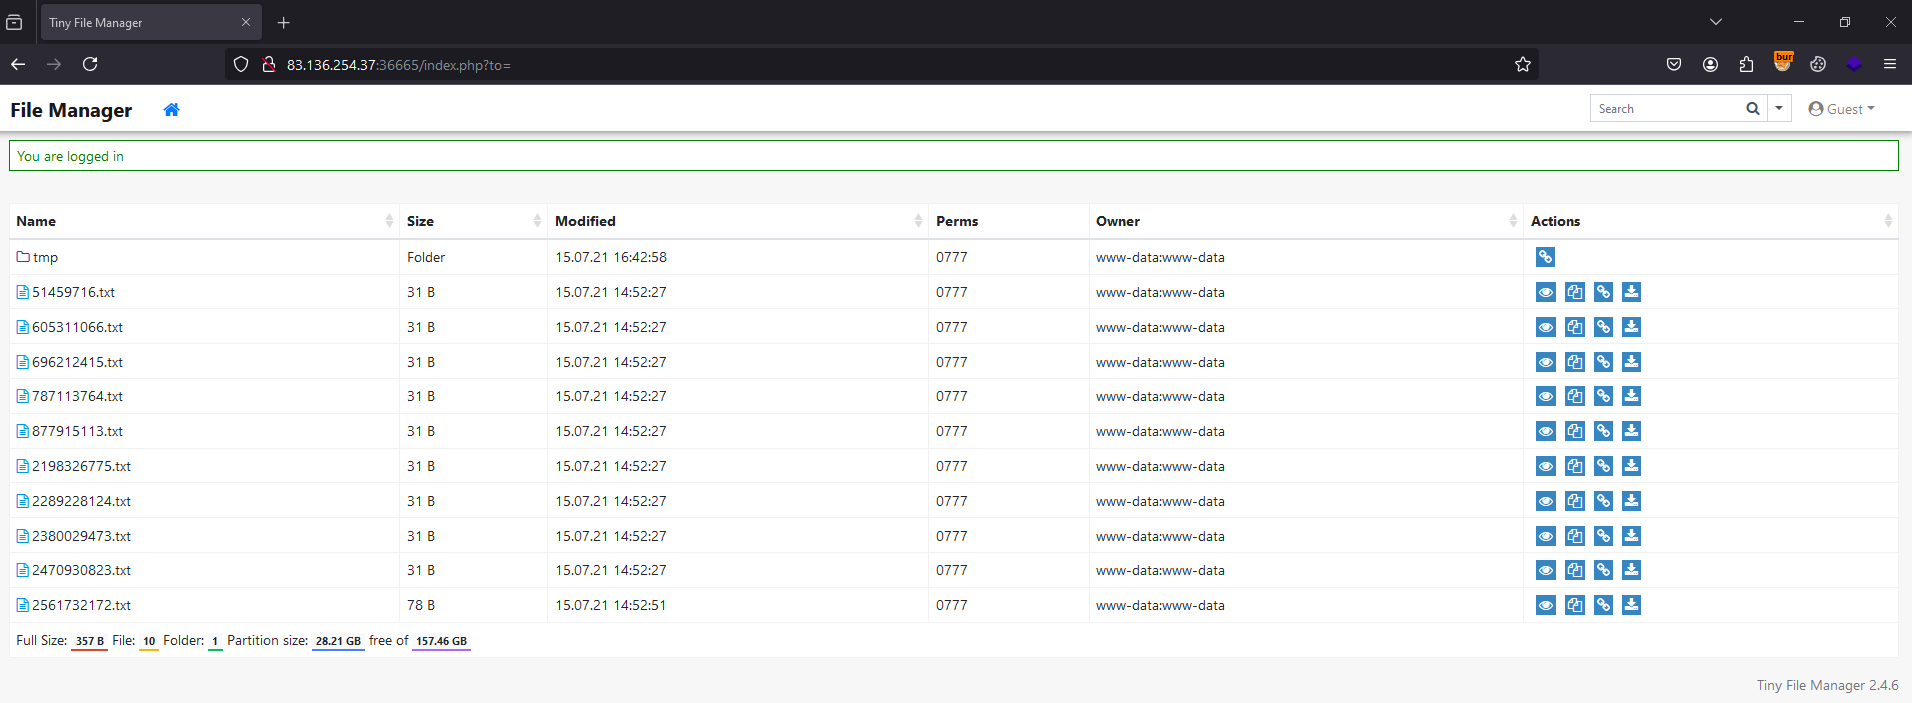 Tiny File Manager
83.136.254.37:36665/index.php?to=
bur
File Manager Search Guest
You are logged in
Name Size Modified Perms Owner Actions
tmp Folder 15.07.21 16:42:58 0777 www-data:www-data
51459716.txt 31 B 15.07.21 14:52:27 0777 www-data:www-data
605311066.txt 31 B 15.07.21 14:52:27 0777 www-data:www-data
696212415.txt 31 B 15.07.21 14:52:27 0777 www-data:www-data
787113764.txt 31 B 15.07.21 14:52:27 0777 www-data:www-data
877915113.txt 31 B 15.07.21 14:52:27 0777 www-data:www-data
2198326775.txt 31 B 15.07.21 14:52:27 0777 www-data:www-data
2289228124.txt 31 B 15.07.21 14:52:27 0777 www-data:www-data
2380029473.txt 31 B 15.07.21 14:52:27 0777 www-data:www-data
2470930823.txt 31 B 15.07.21 14:52:27 0777 www-data:www-data
2561732172.txt 78 B 15.07.21 14:52:51 0777 www-data:www-data
Full Size: 357 B File: 10 Folder: 1 Partition size: 28.21 GB free of 157.46 GB
Tiny File Manager 2.4.6